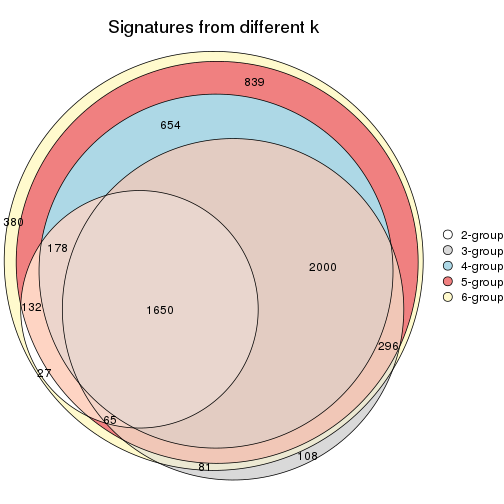 Signatures from different k
839
654
380
178
2-group
3-group
4-group
5-group
6-group
2000
132
1650
296
27
65
108
81